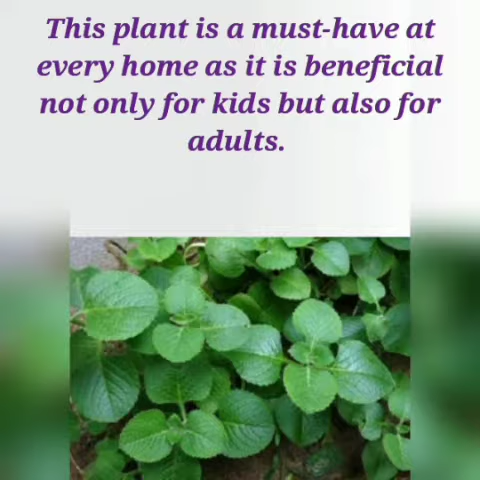 This plant is a must-have at
every home as it is beneficial
not only for kids but also for
adults.